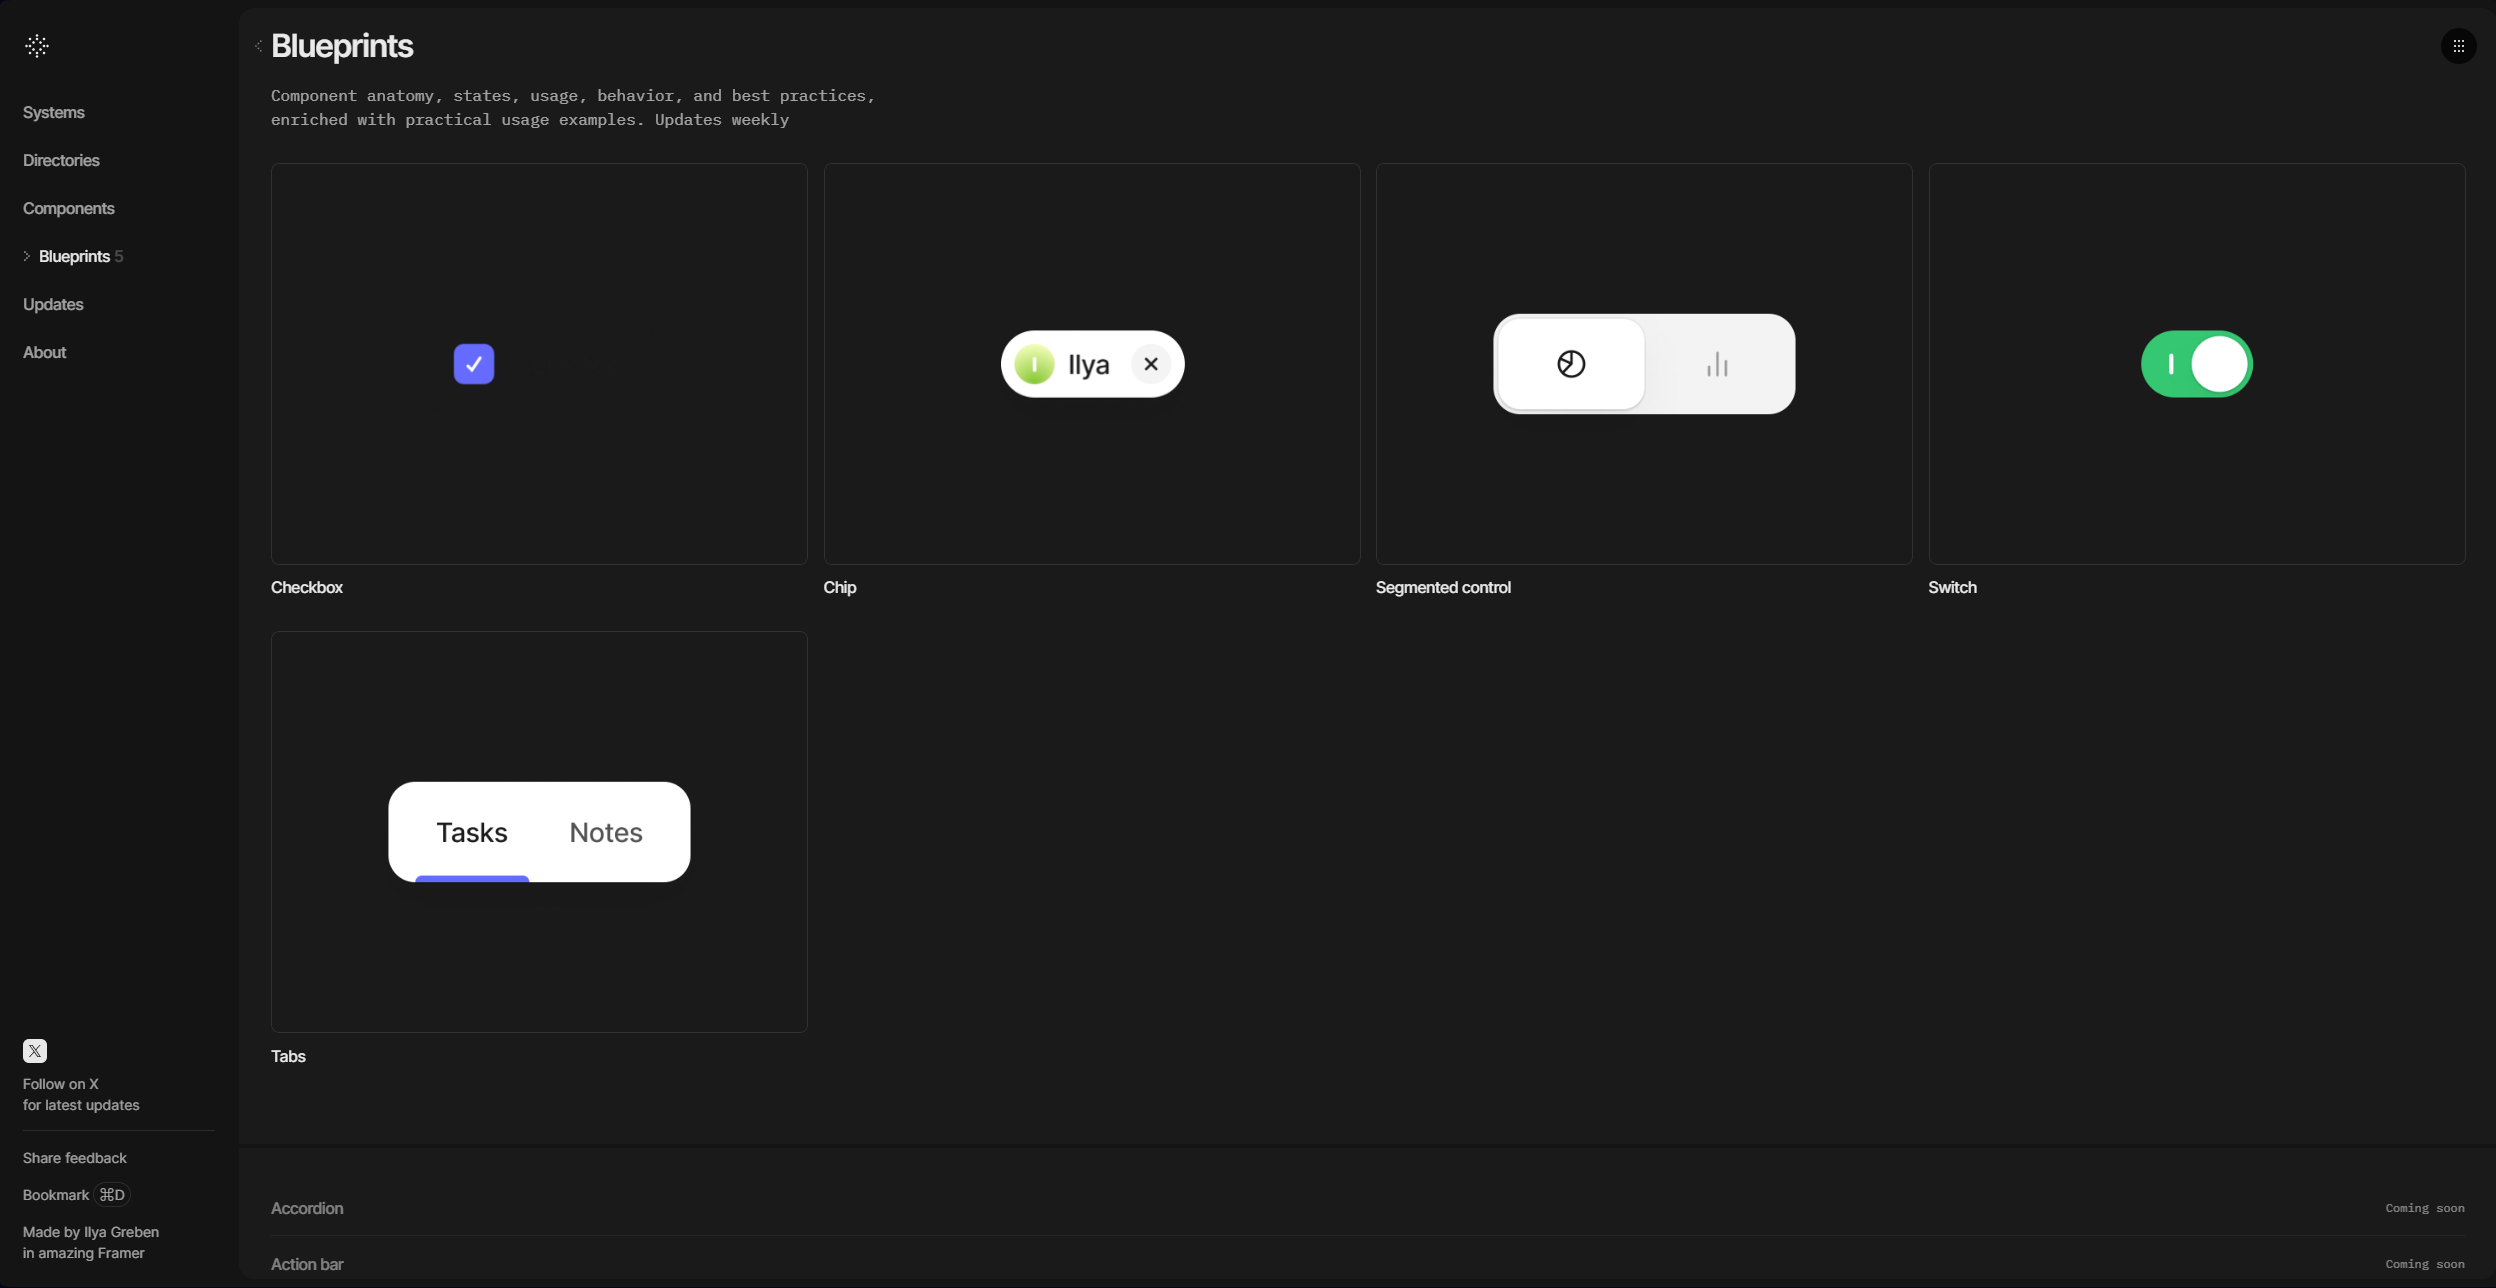 Systems
Directories
Components
Blueprints 5
Updates
About
Follow on X
for latest updates
Share feedback
Bookmark ⌘D
Made by Ilya Greben
in amazing Framer
Blueprints
Component anatomy, states, usage, behavior, and best practices,
enriched with practical usage examples. Updates weekly
Checkbox
I Ilya
Chip
Segmented control
Switch
Tasks Notes
Tabs
Accordion Coming soon
Action bar Coming soon